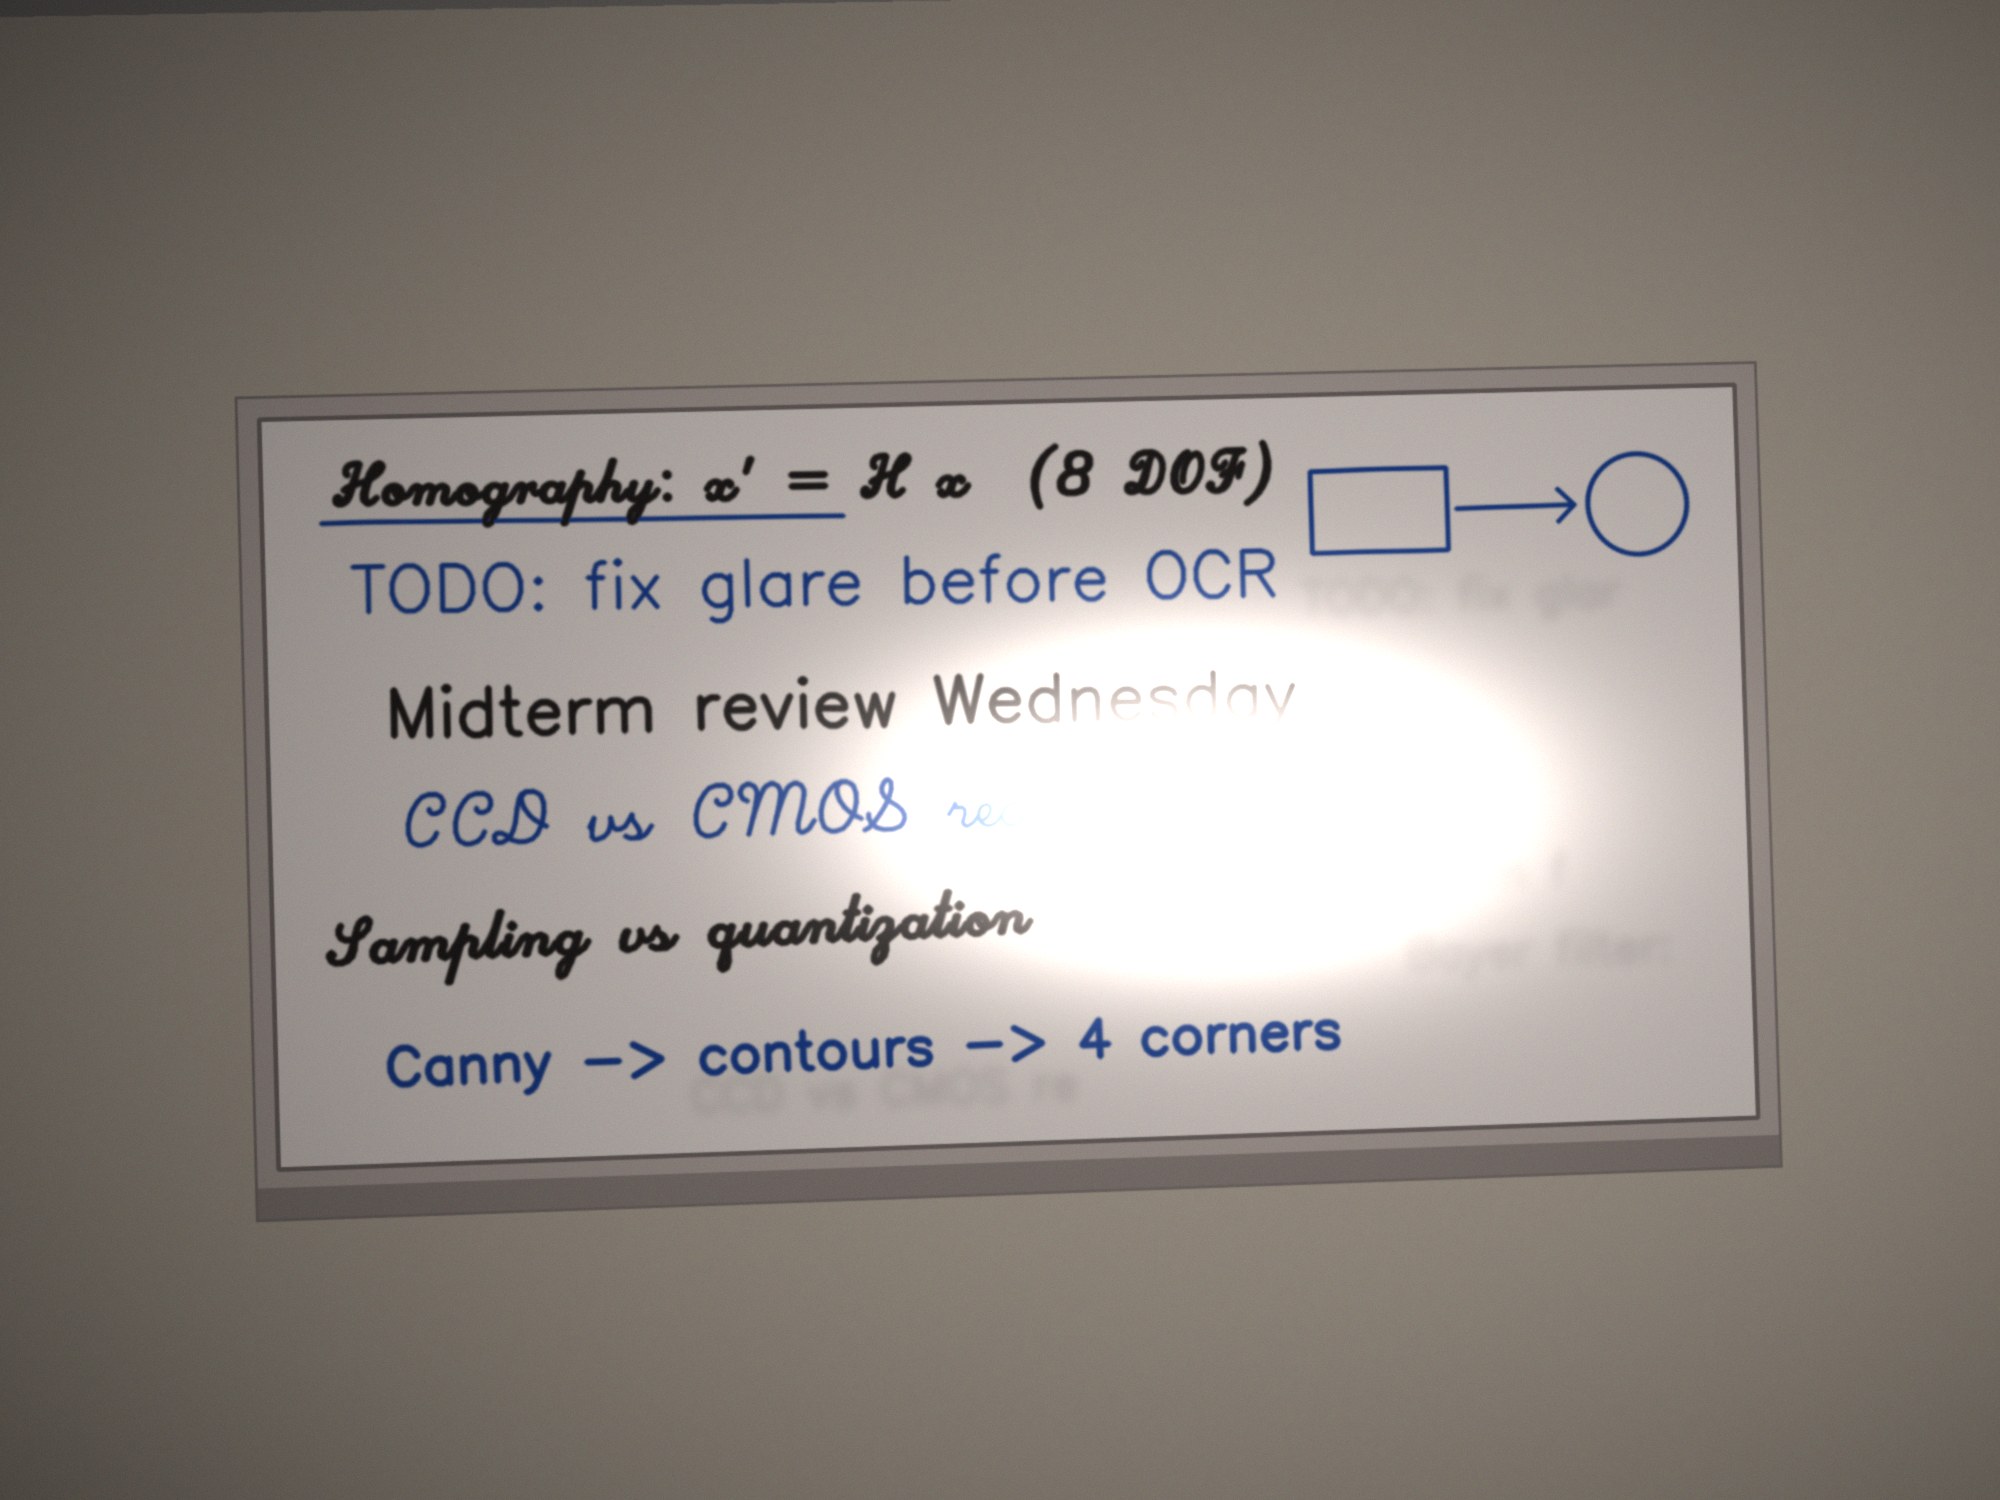 Homography: x' = H x (8 DOF)
TODO: fix glare before OCR
Midterm review Wednesday
CCD vs CMOS
Sampling vs quantization
Canny -> contours -> 4 corners